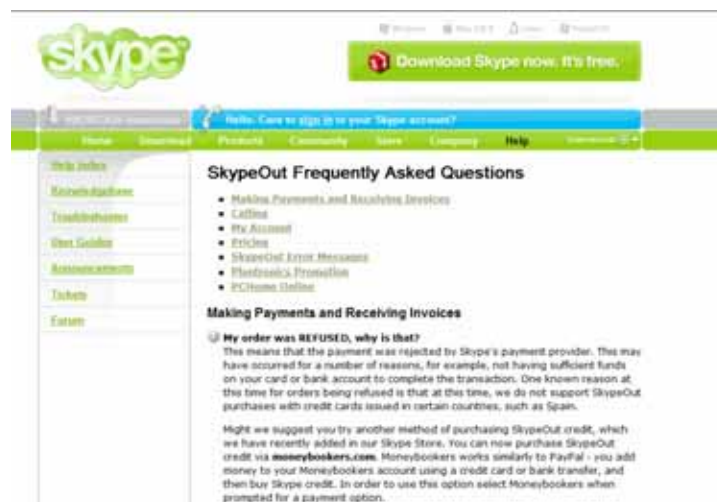 skype
Download Skype now. It's free.
Hello. Care to sign in to your Skype account?
Home Download Products Community Store Company Help
Help Index
Knowledgebase
Troubleshooter
User Guides
Announcements
Tickets
Forum
SkypeOut Frequently Asked Questions
Making Payments and Receiving Invoices
Calling
My Account
Pricing
SkypeOut Error Messages
Plantronics Promotion
PCHome Online
Making Payments and Receiving Invoices
My order was REFUSED, why is that?
This means that the payment was rejected by Skype's payment provider. This may
have occurred for a number of reasons, for example, not having sufficient funds
on your card or bank account to complete the transaction. One known reason at
this time for orders being refused is that at this time, we do not support SkypeOut
purchases with credit cards issued in certain countries, such as Spain.
Might we suggest you try another method of purchasing SkypeOut credit, which
we have recently added in our Skype Store. You can now purchase SkypeOut
credit via moneybookers.com. Moneybookers works similarly to PayPal - you add
money to your Moneybookers account using a credit card or bank transfer, and
then buy Skype credit. In order to use this option select Moneybookers when
prompted for a payment option.